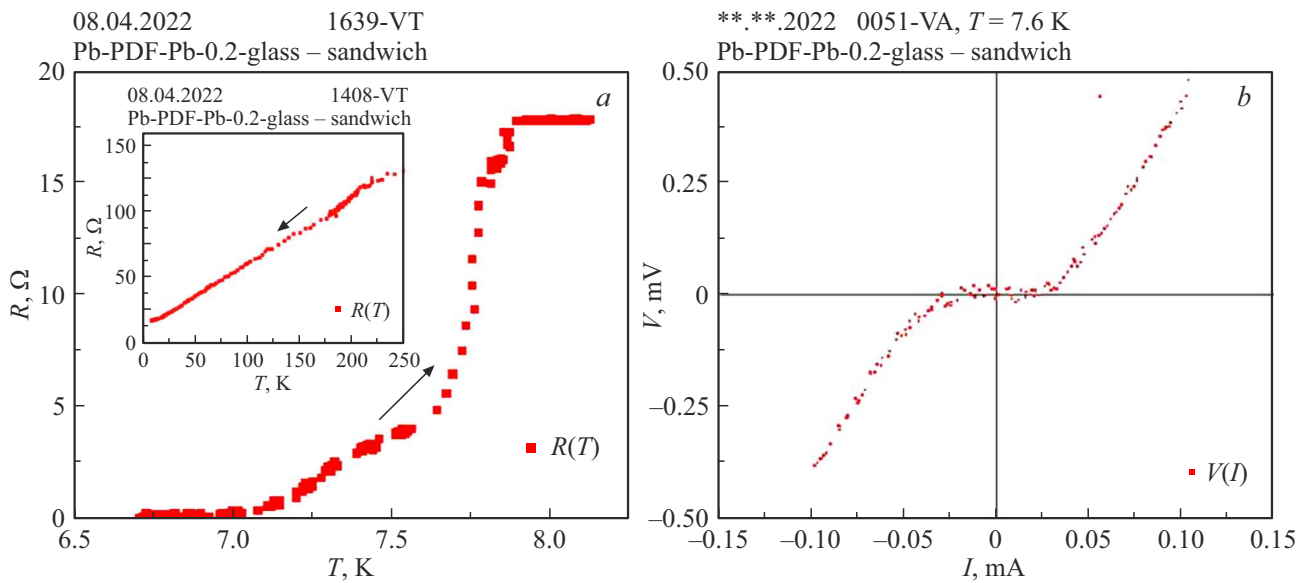 08.04.2022 1639-VT
Pb-PDF-Pb-0.2-glass – sandwich
a
20
15
10
5
0
R, Ω
6.5 7.0 7.5 8.0
T, K
R(T)
08.04.2022 1408-VT
Pb-PDF-Pb-0.2-glass – sandwich
150
100
50
0
R, Ω
0 50 100 150 200 250
T, K
R(T)
**.**.2022 0051-VA, T = 7.6 K
Pb-PDF-Pb-0.2-glass – sandwich
b
0.50
0.25
0
–0.25
–0.50
V, mV
–0.15 –0.10 –0.05 0 0.05 0.10 0.15
I, mA
V(I)